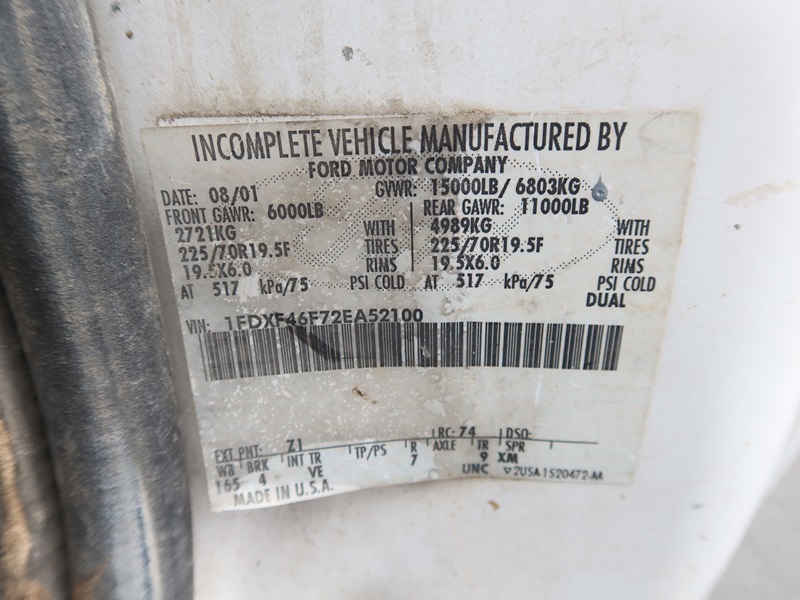 INCOMPLETE VEHICLE MANUFACTURED BY
FORD MOTOR COMPANY
DATE: 08/01 GVWR: 15000LB/ 6803KG
FRONT GAWR: 6000LB REAR GAWR: 11000LB
2721KG WITH 4989KG WITH
225/70R19.5F TIRES 225/70R19.5F TIRES
19.5X6.0 RIMS 19.5X6.0 RIMS
AT 517 kPa/75 PSI COLD AT 517 kPa/75 PSI COLD
DUAL
VIN: 1FDXF46F72EA52100
EXT PNT: Z1 RC: 74 DSO:
WB BRK INT TR TP/PS R AXLE TR SPR
165 4 VE 7 9 XM
UNC 2USA 1520472 AA
MADE IN U.S.A.